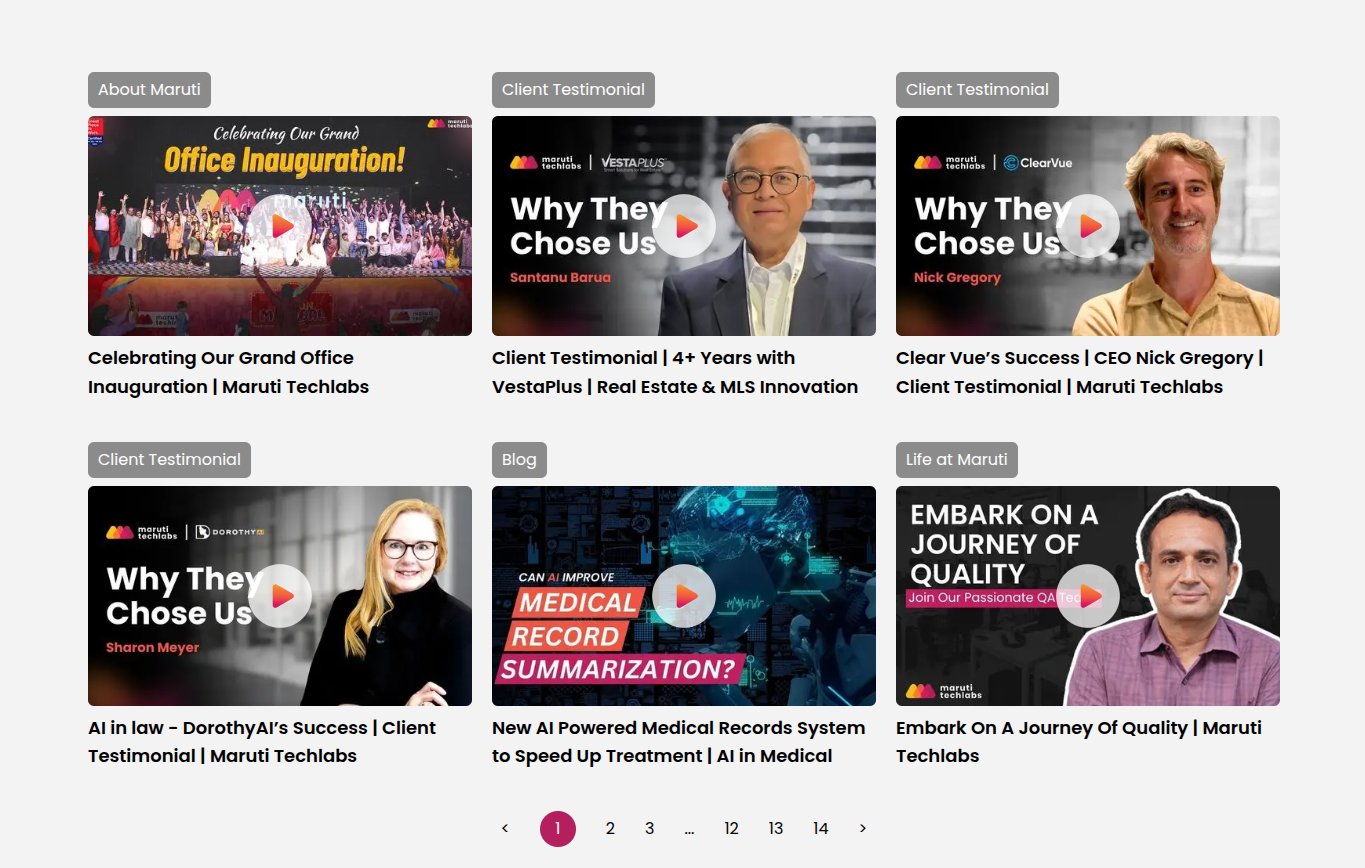 About Maruti
Client Testimonial
Client Testimonial
Celebrating Our Grand
Office Inauguration!
maruti
techlabs
maruti
maruti
techlabs
maruti
techlabs | VESTAPLUS
Why They
Chose Us
Santanu Barua
maruti
techlabs | ClearVue
Why They
Chose Us
Nick Gregory
Celebrating Our Grand Office
Inauguration | Maruti Techlabs
Client Testimonial | 4+ Years with
VestaPlus | Real Estate & MLS Innovation
Clear Vue’s Success | CEO Nick Gregory |
Client Testimonial | Maruti Techlabs
Client Testimonial
Blog
Life at Maruti
maruti
techlabs | DOROTHY AI
Why They
Chose Us
Sharon Meyer
CAN AI IMPROVE
MEDICAL
RECORD
SUMMARIZATION?
EMBARK ON A
JOURNEY OF
QUALITY
Join Our Passionate QA Team
maruti
techlabs
AI in law - DorothyAI’s Success | Client
Testimonial | Maruti Techlabs
New AI Powered Medical Records System
to Speed Up Treatment | AI in Medical
Embark On A Journey Of Quality | Maruti
Techlabs
< 1 2 3 ... 12 13 14 >